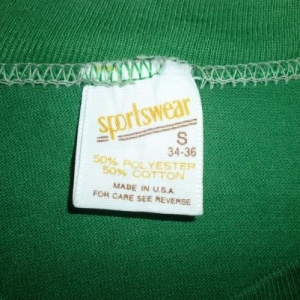 sportswear
S
34-36
50% POLYESTER
50% COTTON
MADE IN U.S.A.
FOR CARE SEE REVERSE